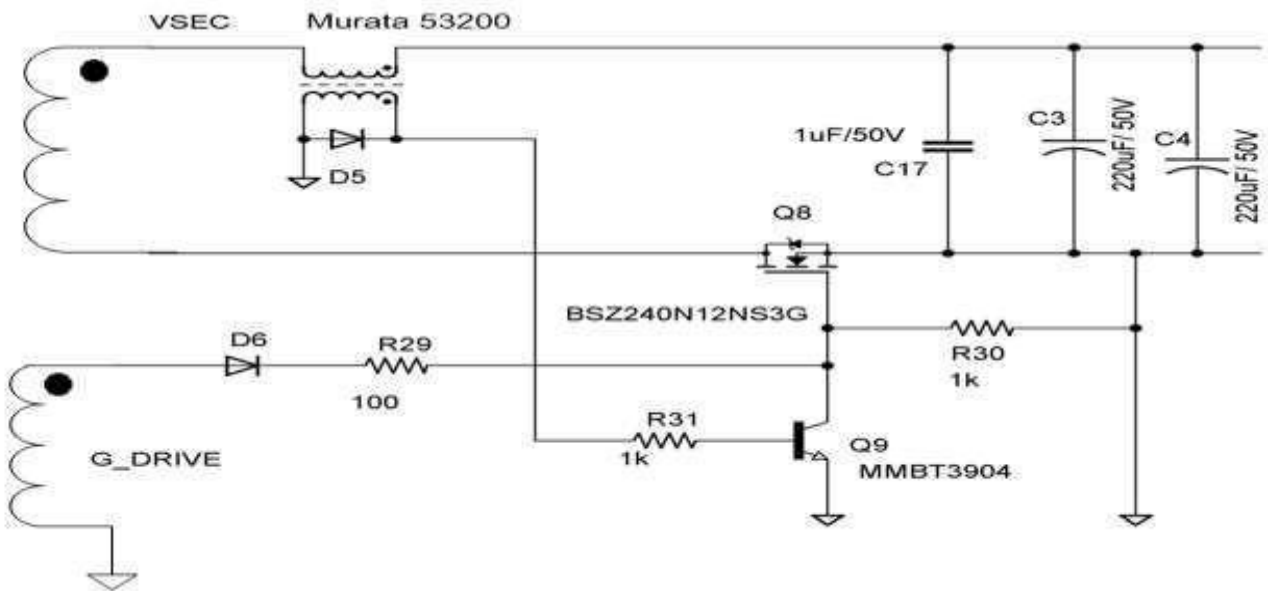 VSEC
Murata 53200
D5
1uF/50V
C17
C3
220uF/ 50V
C4
220uF/ 50V
Q8
BSZ240N12NS3G
D6
R29
100
R30
1k
R31
1k
Q9
MMBT3904
G_DRIVE